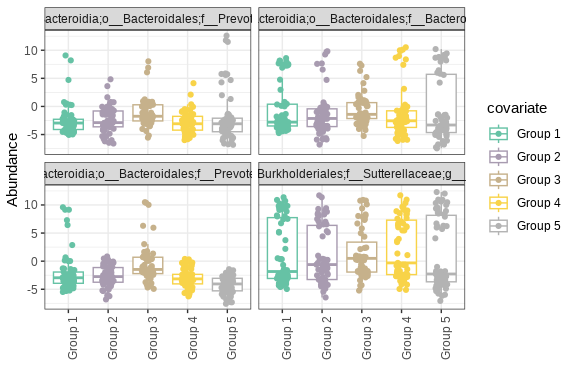 acteroidia;o__Bacteroidales;f__Prevot
cteroidia;o__Bacteroidales;f__Bactero
10
5
0
-5
Abundance
oidia;o__Bacteroidales;f__Prevote
Burkholderiales;f__Sutterellaceae;g__
10
5
0
-5
Group 1
Group 2
Group 3
Group 4
Group 5
Group 1
Group 2
Group 3
Group 4
Group 5
covariate
Group 1
Group 2
Group 3
Group 4
Group 5